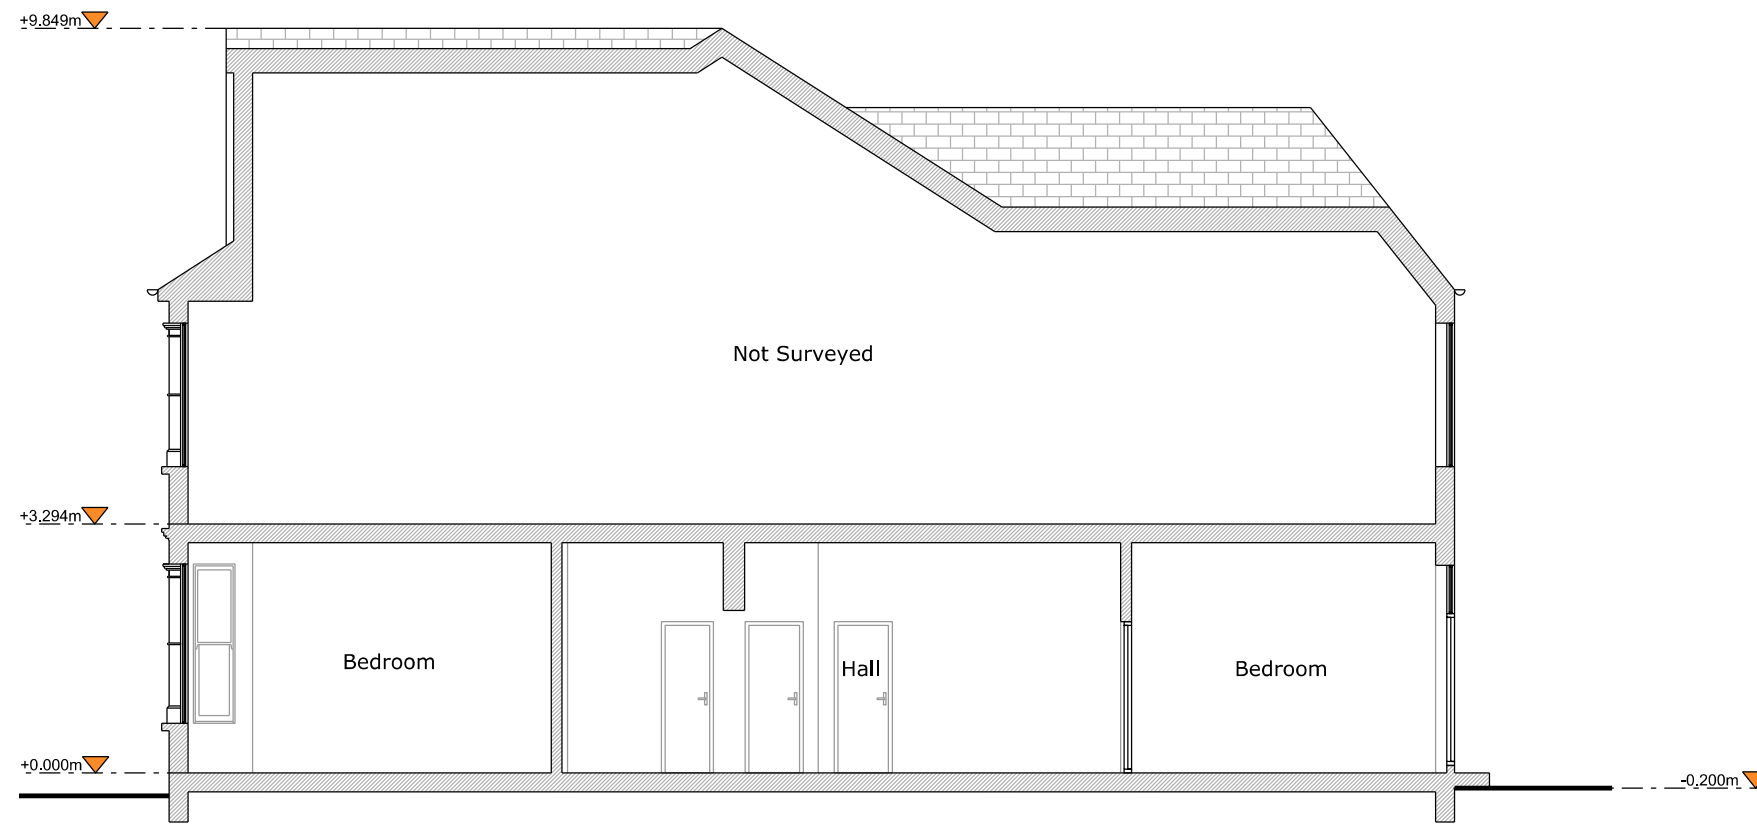 +9.849m
Not Surveyed
+3.294m
Bedroom
Hall
Bedroom
+0.000m
-0.200m